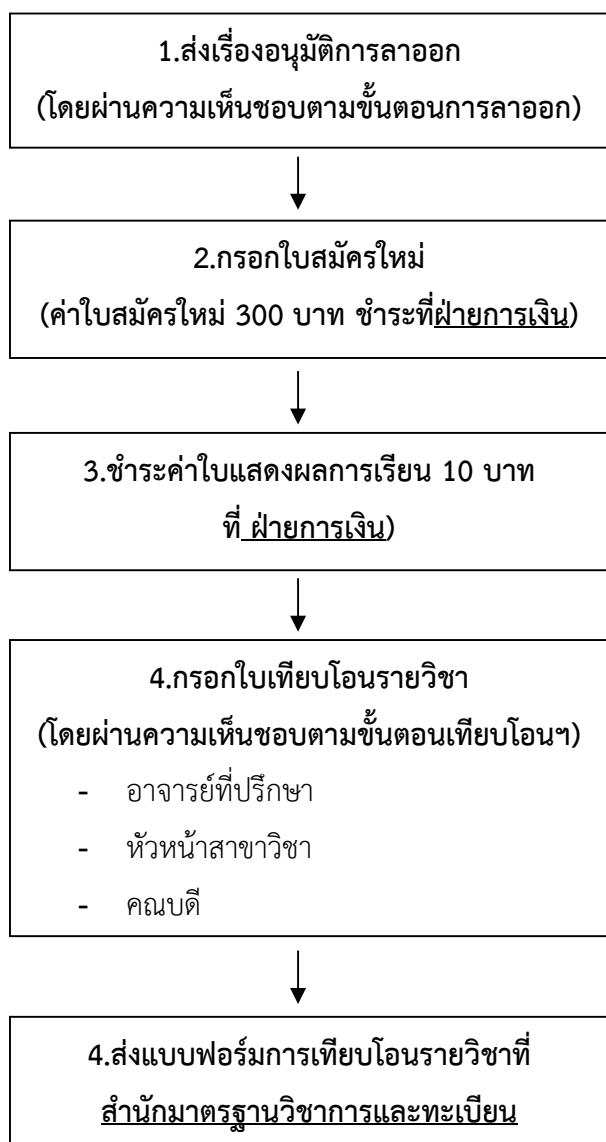 1.ส่งเรื่องอนุมัติการลาออก
(โดยผ่านความเห็นชอบตามขั้นตอนการลาออก)
2.กรอกใบสมัครใหม่
(ค่าใบสมัครใหม่ 300 บาท ชำระที่ฝ่ายการเงิน)
3.ชำระค่าใบแสดงผลการเรียน 10 บาท
ที่ ฝ่ายการเงิน)
4.กรอกใบเทียบโอนรายวิชา
(โดยผ่านความเห็นชอบตามขั้นตอนเทียบโอนฯ)
- อาจารย์ที่ปรึกษา
- หัวหน้าสาขาวิชา
- คณบดี
4.ส่งแบบฟอร์มการเทียบโอนรายวิชาที่
สำนักมาตรฐานวิชาการและทะเบียน